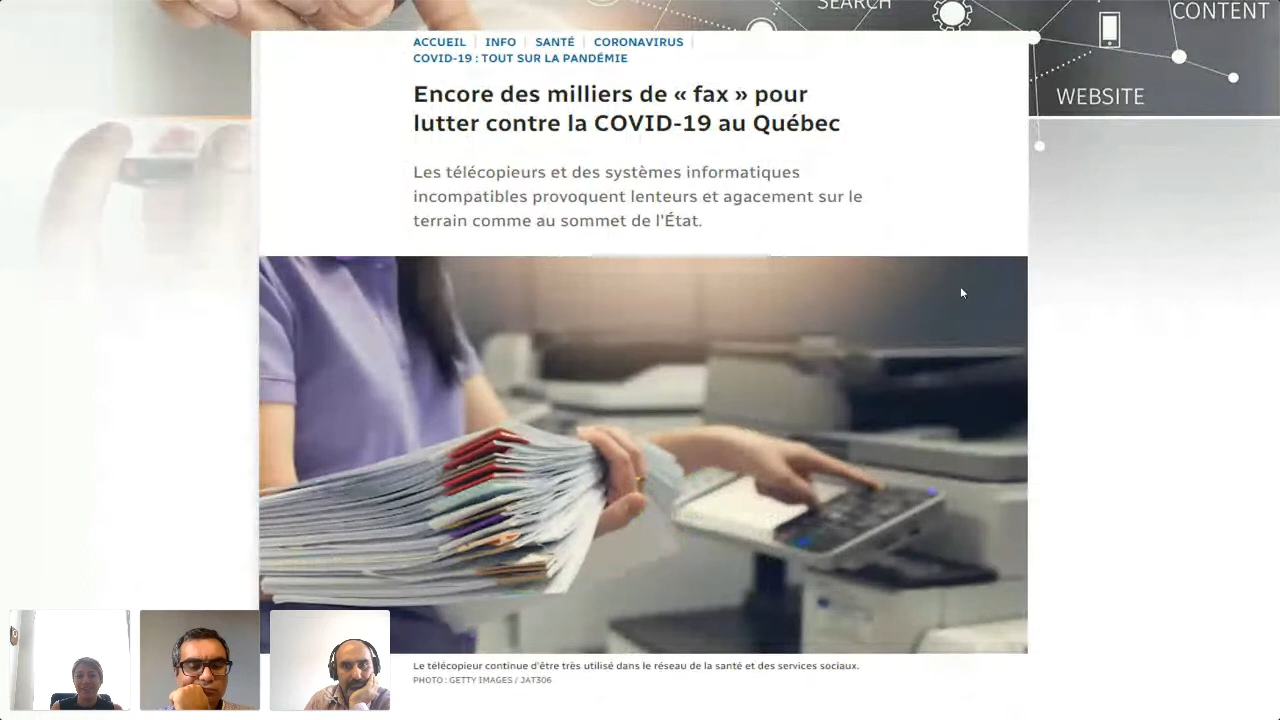 SEARCH
CONTENT
WEBSITE
ACCUEIL | INFO | SANTÉ | CORONAVIRUS |
COVID-19 : TOUT SUR LA PANDÉMIE
Encore des milliers de « fax » pour
lutter contre la COVID-19 au Québec
Les télécopieurs et des systèmes informatiques
incompatibles provoquent lenteurs et agacement sur le
terrain comme au sommet de l'État.
Le télécopieur continue d'être très utilisé dans le réseau de la santé et des services sociaux.
PHOTO : GETTY IMAGES / JAT306